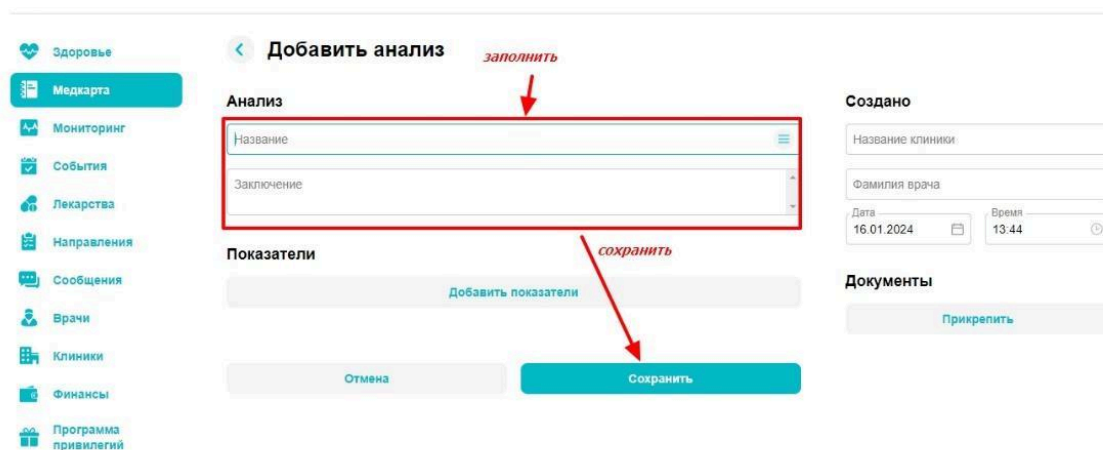 Здоровье
Медкарта
Мониторинг
События
Лекарства
Направления
Сообщения
Врачи
Клиники
Финансы
Программа
привилегий
Добавить анализ
заполнить
Анализ
Название
Заключение
сохранить
Показатели
Добавить показатели
Отмена
Сохранить
Создано
Название клиники
Фамилия врача
Дата
16.01.2024
Время
13:44
Документы
Прикрепить